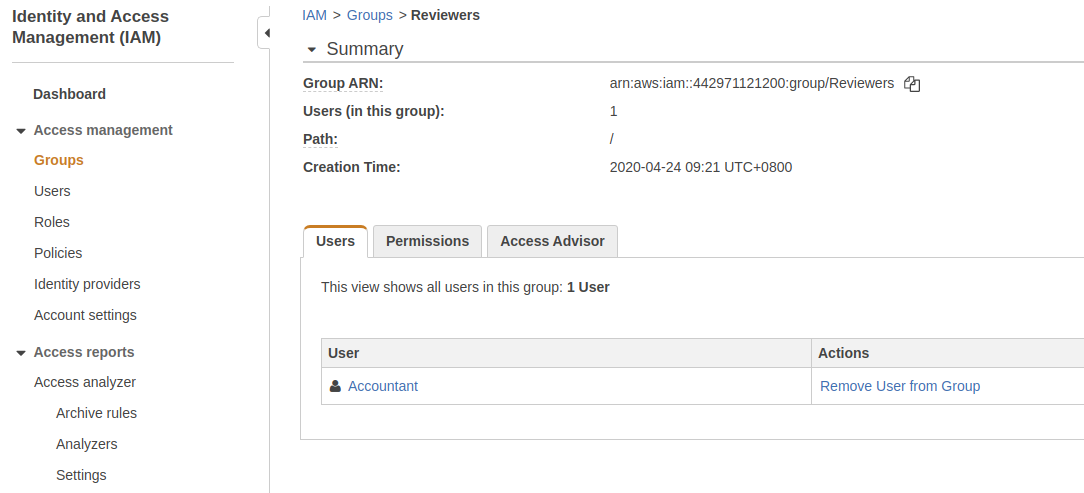 Identity and Access
Management (IAM)
Dashboard
Access management
Groups
Users
Roles
Policies
Identity providers
Account settings
Access reports
Access analyzer
Archive rules
Analyzers
Settings
IAM > Groups > Reviewers
Summary
Group ARN: arn:aws:iam::442971121200:group/Reviewers
Users (in this group): 1
Path: /
Creation Time: 2020-04-24 09:21 UTC+0800
Users Permissions Access Advisor
This view shows all users in this group: 1 User
User Actions
Accountant Remove User from Group